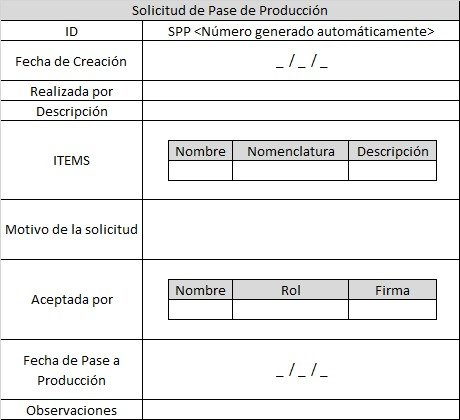 Solicitud de Pase de Producción
ID SPP <Número generado automáticamente>
Fecha de Creación _ / _ / _
Realizada por
Descripción
ITEMS
Nombre Nomenclatura Descripción
Motivo de la solicitud
Aceptada por
Nombre Rol Firma
Fecha de Pase a
Producción
_ / _ / _
Observaciones